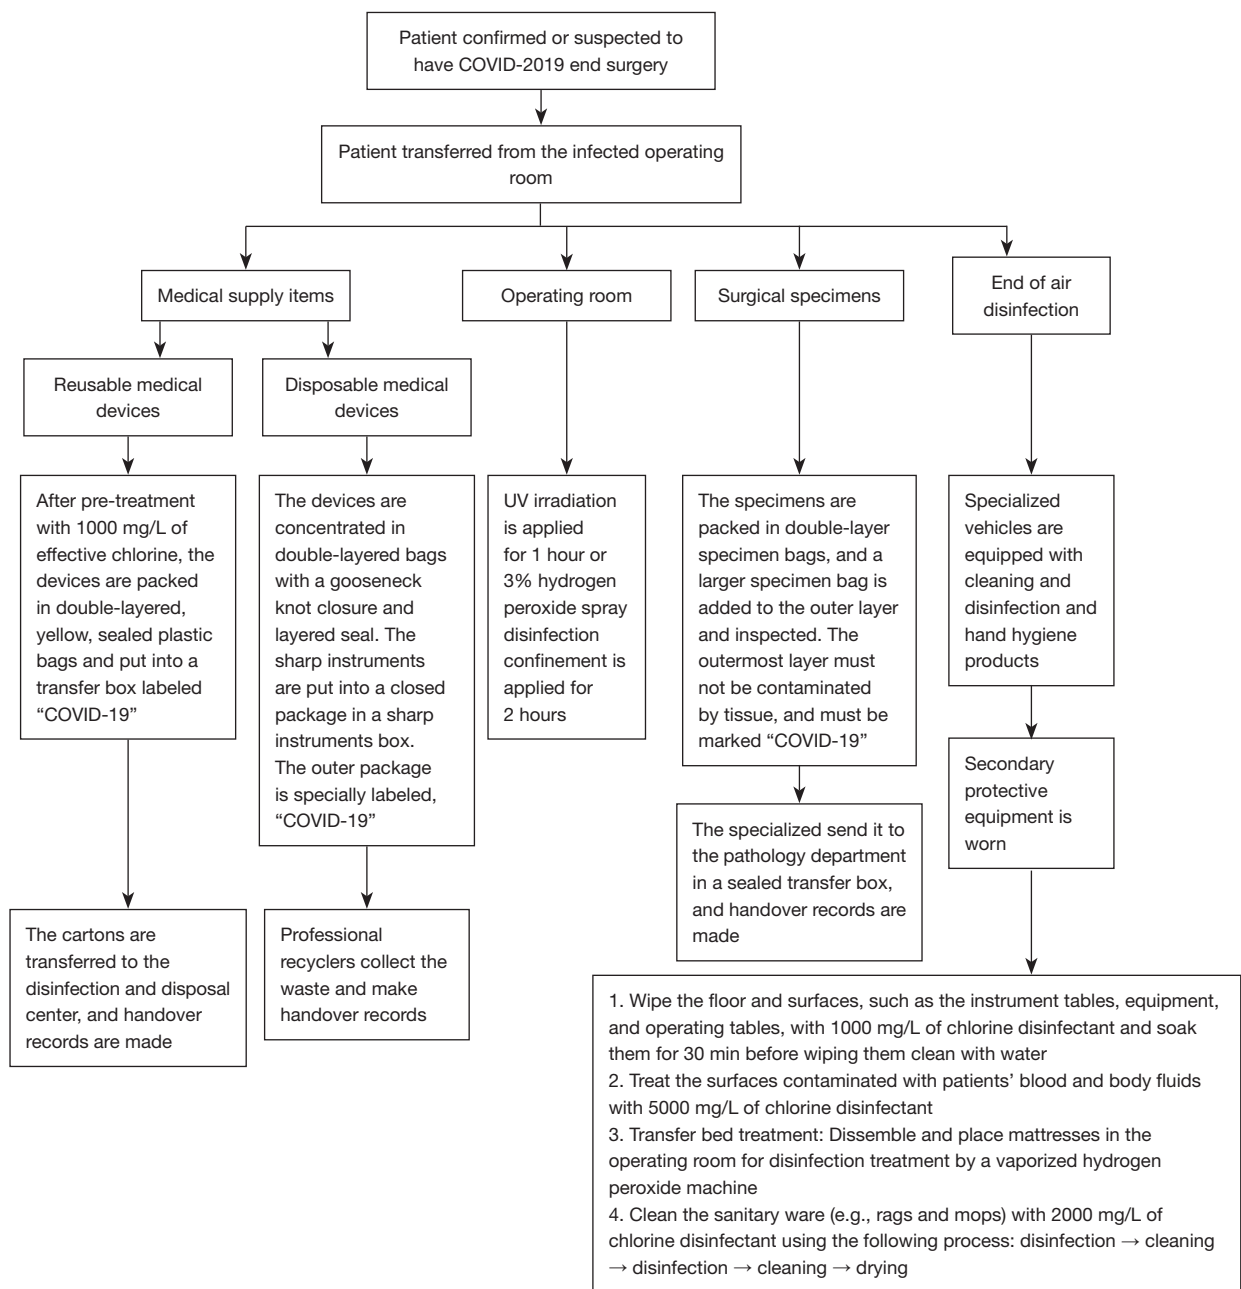 Patient confirmed or suspected to
have COVID-2019 end surgery
Patient transferred from the infected operating
room
Medical supply items
Operating room
Surgical specimens
End of air
disinfection
Reusable medical
devices
Disposable medical
devices
After pre-treatment
with 1000 mg/L of
effective chlorine, the
devices are packed
in double-layered,
yellow, sealed plastic
bags and put into a
transfer box labeled
“COVID-19”
The devices are
concentrated in
double-layered bags
with a gooseneck
knot closure and
layered seal. The
sharp instruments
are put into a closed
package in a sharp
instruments box.
The outer package
is specially labeled,
“COVID-19”
UV irradiation
is applied
for 1 hour or
3% hydrogen
peroxide spray
disinfection
confinement is
applied for
2 hours
The specimens are
packed in double-layer
specimen bags, and a
larger specimen bag is
added to the outer layer
and inspected. The
outermost layer must
not be contaminated
by tissue, and must be
marked “COVID-19”
Specialized
vehicles are
equipped with
cleaning and
disinfection and
hand hygiene
products
Secondary
protective
equipment is
worn
The specialized send it to
the pathology department
in a sealed transfer box,
and handover records are
made
The cartons are
transferred to the
disinfection and disposal
center, and handover
records are made
Professional
recyclers collect the
waste and make
handover records
1. Wipe the floor and surfaces, such as the instrument tables, equipment,
and operating tables, with 1000 mg/L of chlorine disinfectant and soak
them for 30 min before wiping them clean with water
2. Treat the surfaces contaminated with patients’ blood and body fluids
with 5000 mg/L of chlorine disinfectant
3. Transfer bed treatment: Dissemble and place mattresses in the
operating room for disinfection treatment by a vaporized hydrogen
peroxide machine
4. Clean the sanitary ware (e.g., rags and mops) with 2000 mg/L of
chlorine disinfectant using the following process: disinfection → cleaning
→ disinfection → cleaning → drying